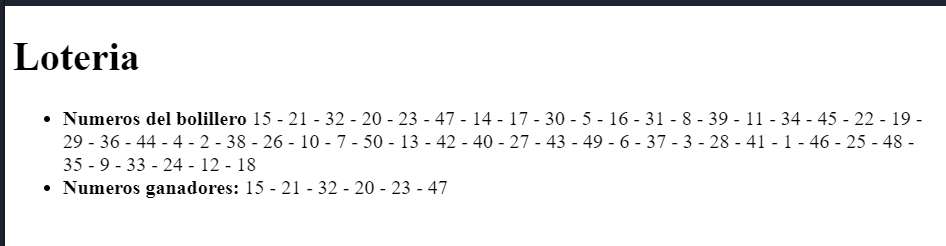 Loteria
• Numeros del bolillero 15 - 21 - 32 - 20 - 23 - 47 - 14 - 17 - 30 - 5 - 16 - 31 - 8 - 39 - 11 - 34 - 45 - 22 - 19 -
29 - 36 - 44 - 4 - 2 - 38 - 26 - 10 - 7 - 50 - 13 - 42 - 40 - 27 - 43 - 49 - 6 - 37 - 3 - 28 - 41 - 1 - 46 - 25 - 48 -
35 - 9 - 33 - 24 - 12 - 18
• Numeros ganadores: 15 - 21 - 32 - 20 - 23 - 47